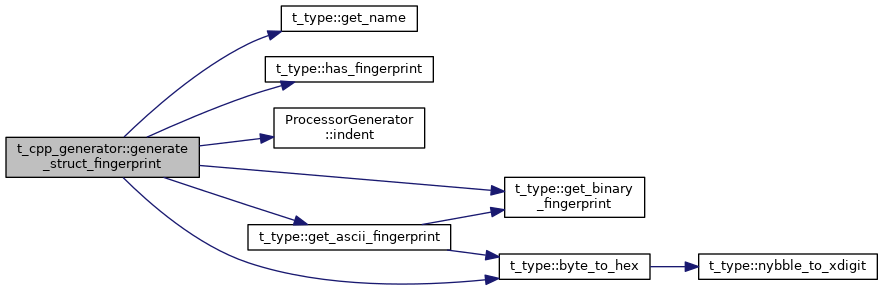 t_type::get_name
t_type::has_fingerprint
ProcessorGenerator
::indent
t_cpp_generator::generate
_struct_fingerprint
t_type::get_binary
_fingerprint
t_type::get_ascii_fingerprint
t_type::byte_to_hex
t_type::nybble_to_xdigit